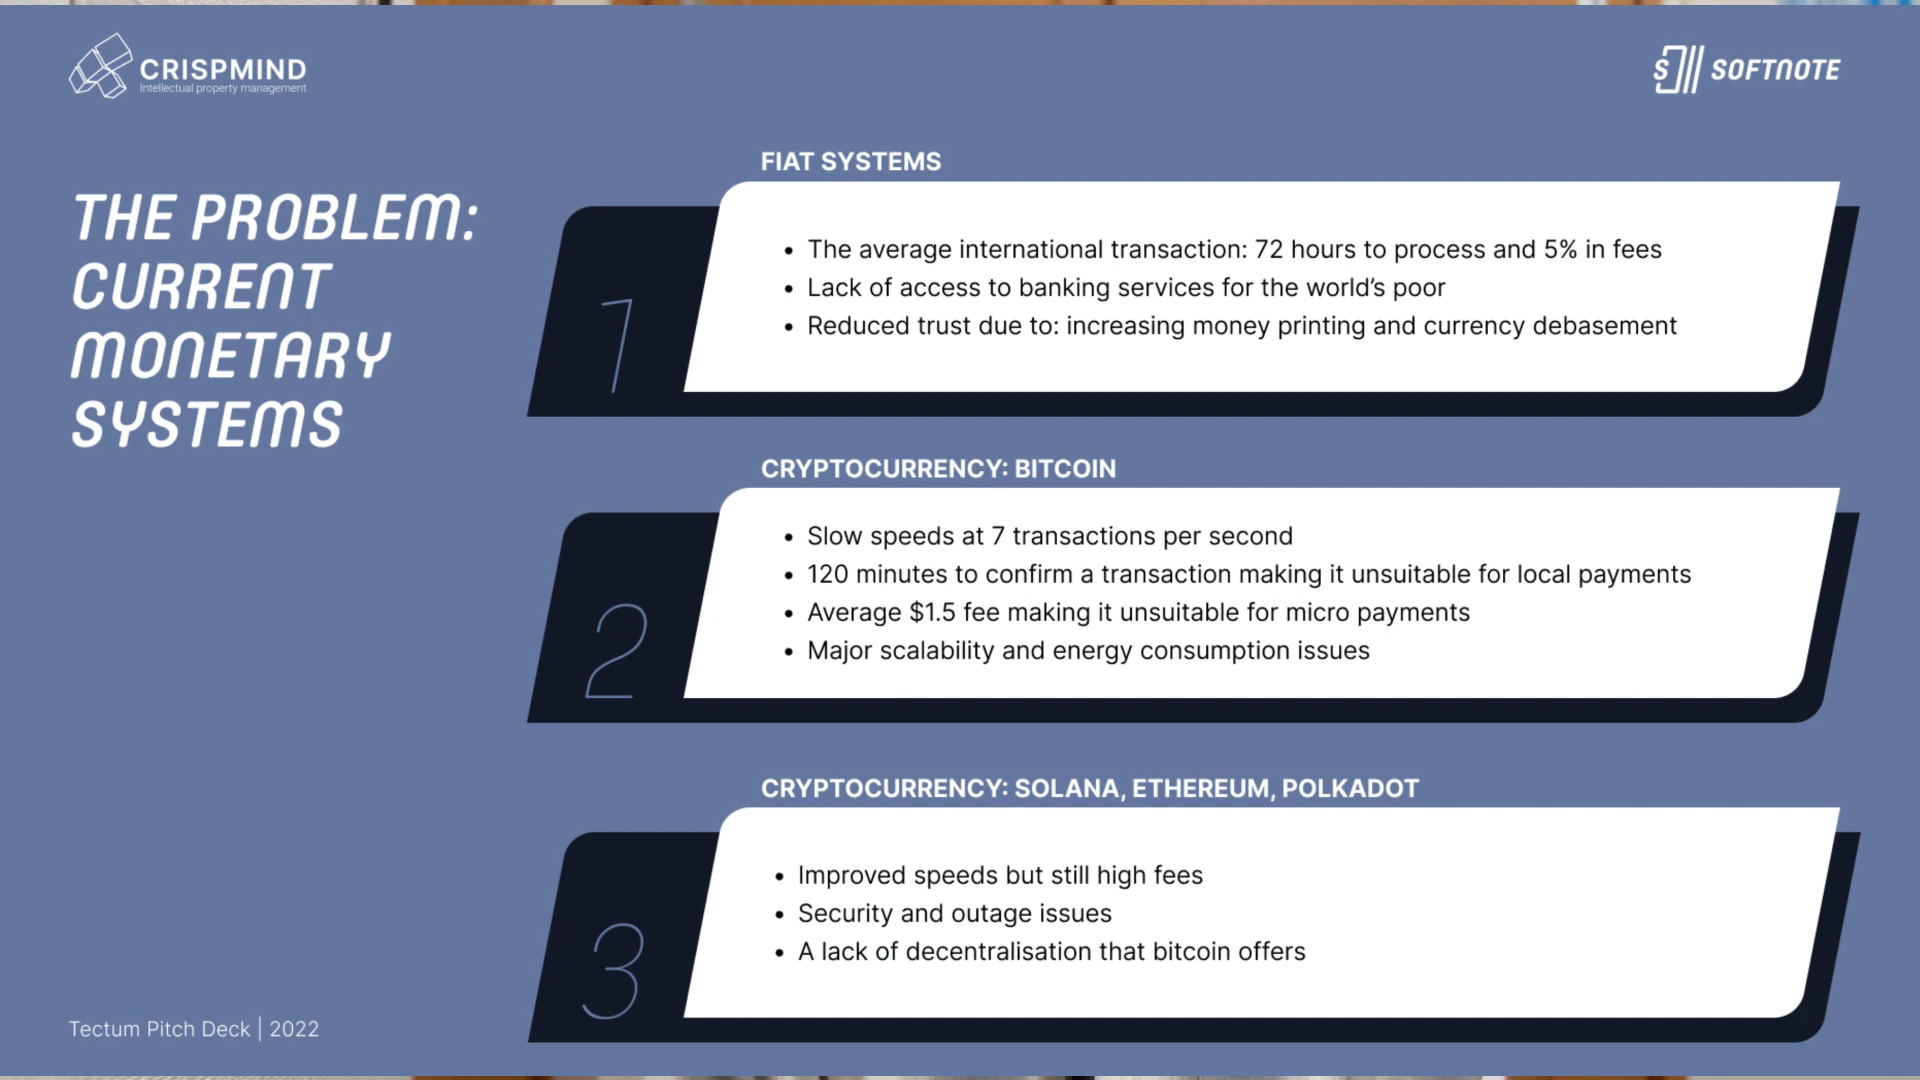 CRISPMIND
Intellectual property management
SOFTNOTE
THE PROBLEM:
CURRENT
MONETARY
SYSTEMS
FIAT SYSTEMS
1
• The average international transaction: 72 hours to process and 5% in fees
• Lack of access to banking services for the world’s poor
• Reduced trust due to: increasing money printing and currency debasement
CRYPTOCURRENCY: BITCOIN
2
• Slow speeds at 7 transactions per second
• 120 minutes to confirm a transaction making it unsuitable for local payments
• Average $1.5 fee making it unsuitable for micro payments
• Major scalability and energy consumption issues
CRYPTOCURRENCY: SOLANA, ETHEREUM, POLKADOT
3
• Improved speeds but still high fees
• Security and outage issues
• A lack of decentralisation that bitcoin offers
Tectum Pitch Deck | 2022